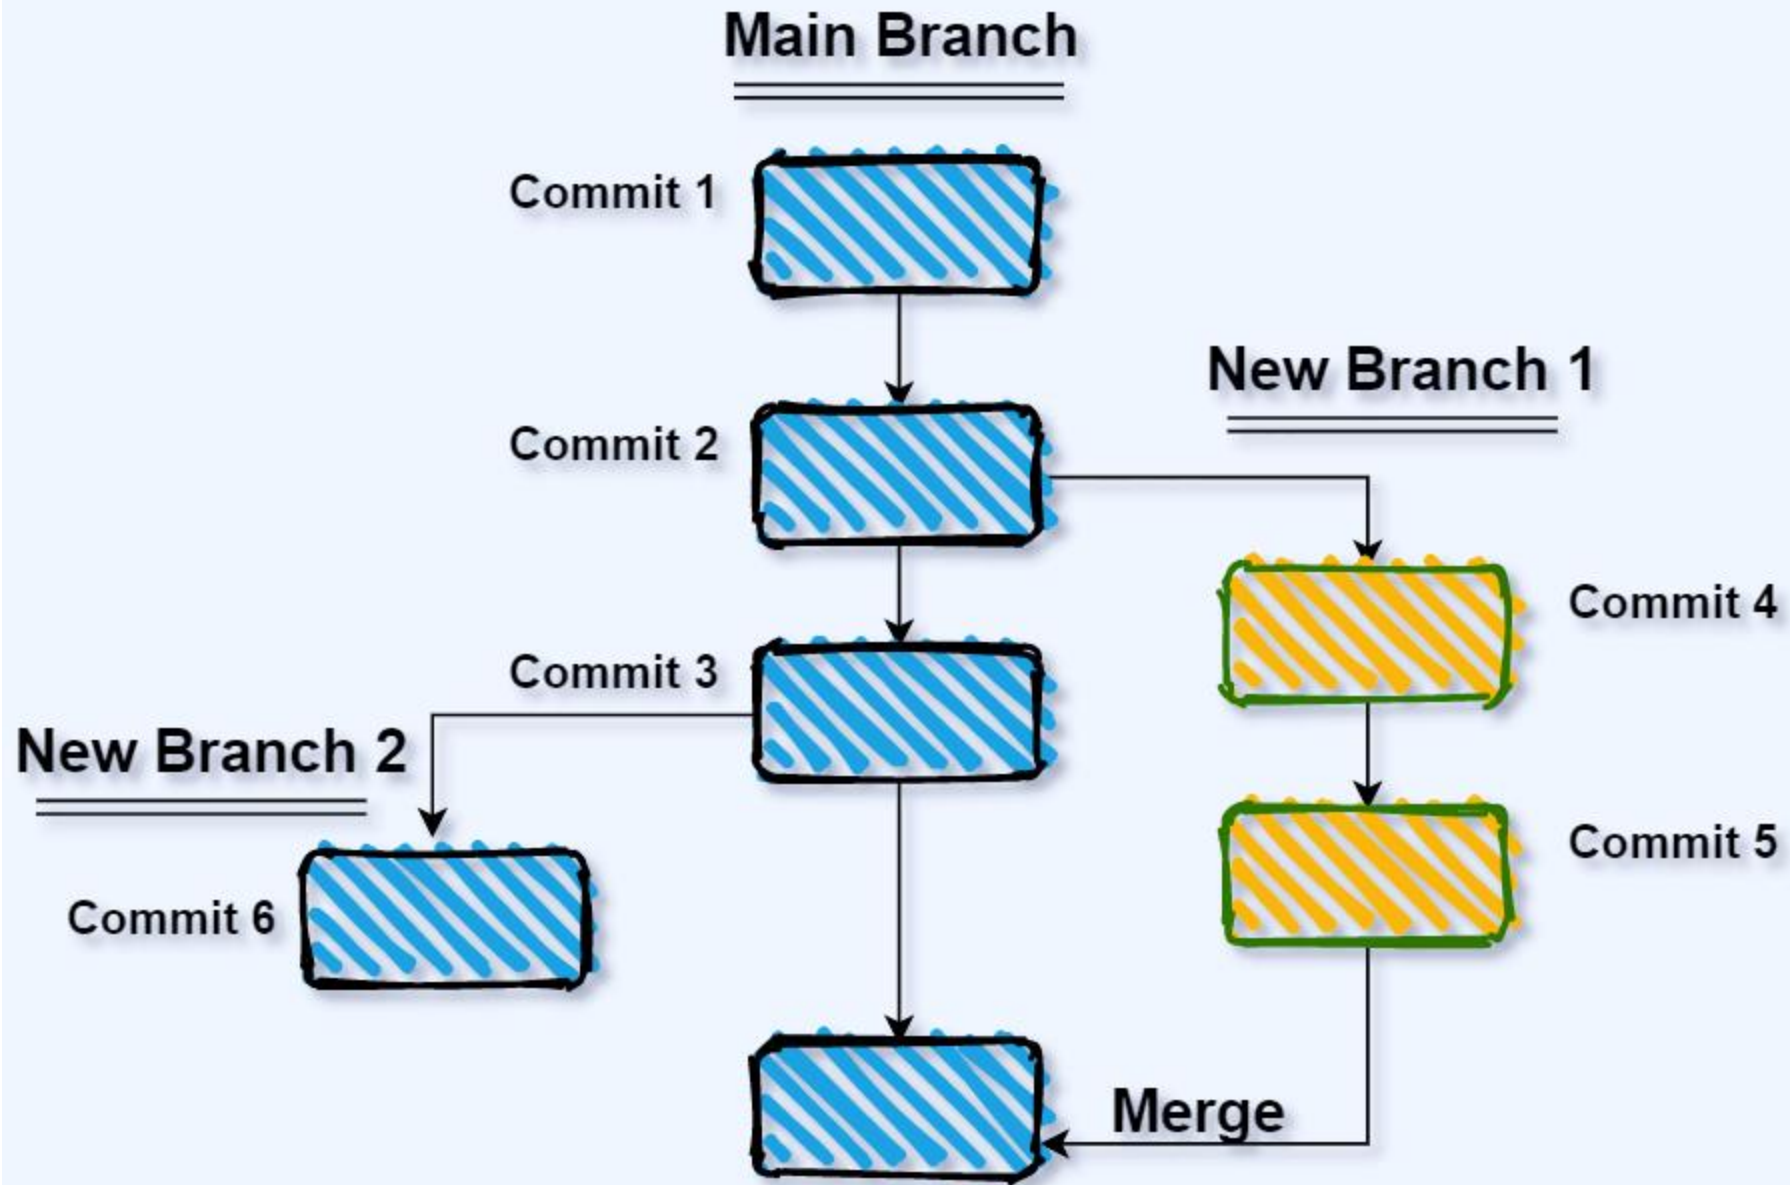 Main Branch
Commit 1
New Branch 1
Commit 2
Commit 4
Commit 3
New Branch 2
Commit 5
Commit 6
Merge